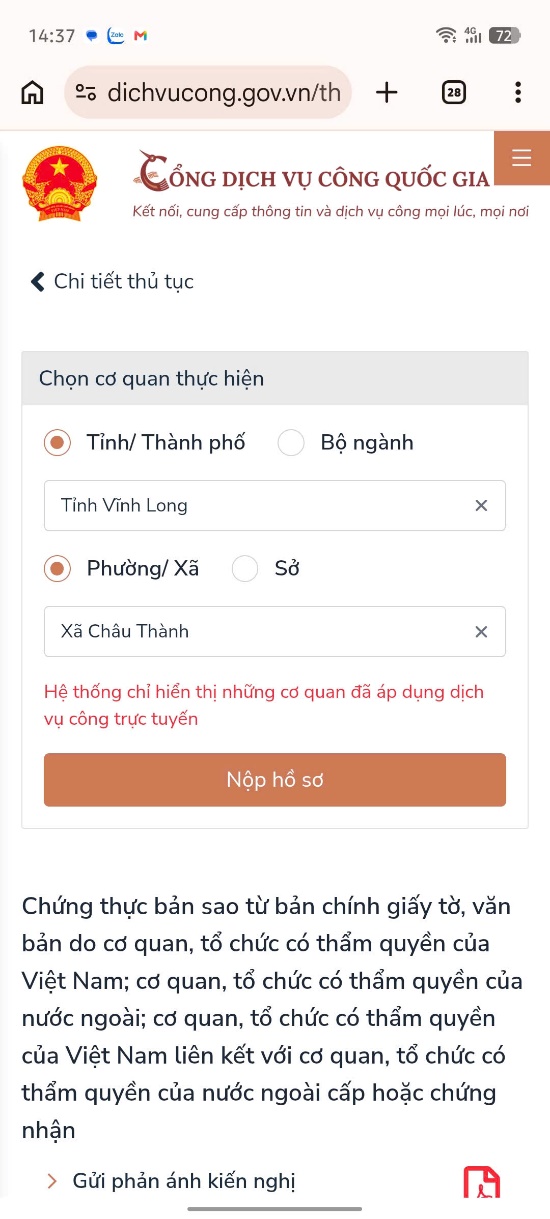 14:37 Zalo 4G 72
dichvucong.gov.vn/th 28
CỔNG DỊCH VỤ CÔNG QUỐC GIA
Kết nối, cung cấp thông tin và dịch vụ công mọi lúc, mọi nơi
Chi tiết thủ tục
Chọn cơ quan thực hiện
Tỉnh/ Thành phố Bộ ngành
Tỉnh Vĩnh Long
Phường/ Xã Sở
Xã Châu Thành
Hệ thống chỉ hiển thị những cơ quan đã áp dụng dịch
vụ công trực tuyến
Nộp hồ sơ
Chứng thực bản sao từ bản chính giấy tờ, văn
bản do cơ quan, tổ chức có thẩm quyền của
Việt Nam; cơ quan, tổ chức có thẩm quyền của
nước ngoài; cơ quan, tổ chức có thẩm quyền
của Việt Nam liên kết với cơ quan, tổ chức có
thẩm quyền của nước ngoài cấp hoặc chứng
nhận
Gửi phản ánh kiến nghị